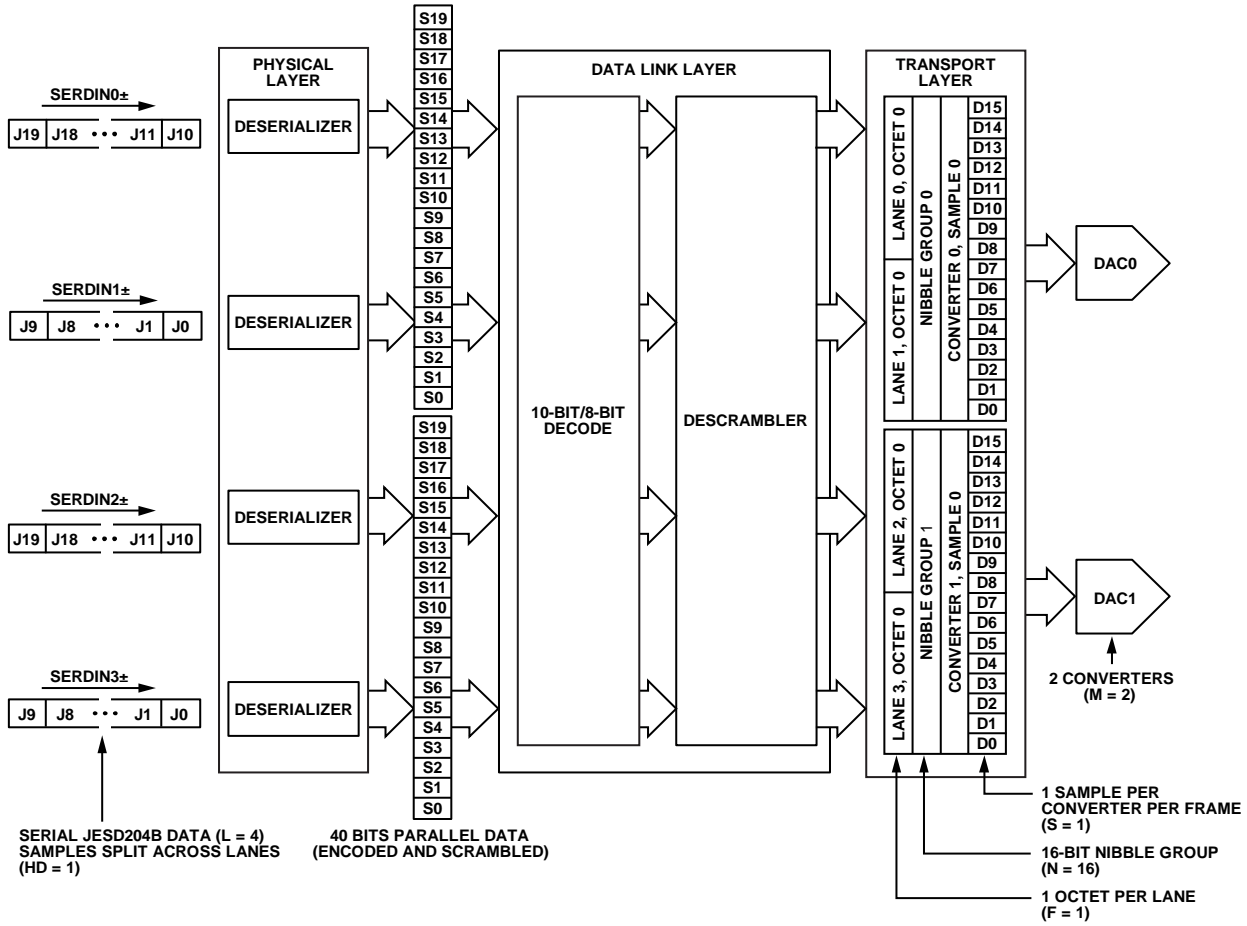 SERDIN0±
J19 J18 ••• J11 J10
SERDIN1±
J9 J8 ••• J1 J0
SERDIN2±
J19 J18 ••• J11 J10
SERDIN3±
J9 J8 ••• J1 J0
SERIAL JESD204B DATA (L = 4)
SAMPLES SPLIT ACROSS LANES
(HD = 1)
PHYSICAL
LAYER
DESERIALIZER
DESERIALIZER
DESERIALIZER
DESERIALIZER
S19
S18
S17
S16
S15
S14
S13
S12
S11
S10
S9
S8
S7
S6
S5
S4
S3
S2
S1
S0
S19
S18
S17
S16
S15
S14
S13
S12
S11
S10
S9
S8
S7
S6
S5
S4
S3
S2
S1
S0
40 BITS PARALLEL DATA
(ENCODED AND SCRAMBLED)
DATA LINK LAYER
10-BIT/8-BIT
DECODE
DESCRAMBLER
TRANSPORT
LAYER
LANE 0, OCTET 0
LANE 1, OCTET 0
NIBBLE GROUP 0
CONVERTER 0, SAMPLE 0
D15
D14
D13
D12
D11
D10
D9
D8
D7
D6
D5
D4
D3
D2
D1
D0
LANE 2, OCTET 0
LANE 3, OCTET 0
NIBBLE GROUP 1
CONVERTER 1, SAMPLE 0
D15
D14
D13
D12
D11
D10
D9
D8
D7
D6
D5
D4
D3
D2
D1
D0
DAC0
DAC1
2 CONVERTERS
(M = 2)
1 SAMPLE PER
CONVERTER PER FRAME
(S = 1)
16-BIT NIBBLE GROUP
(N = 16)
1 OCTET PER LANE
(F = 1)